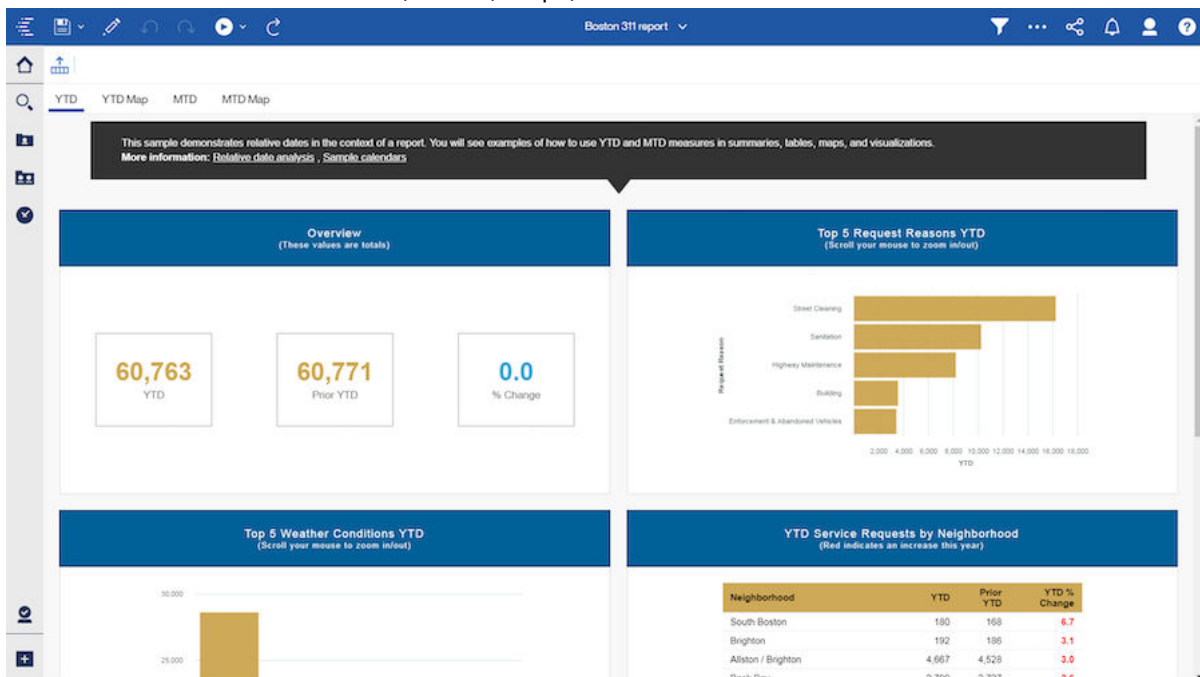 Boston 311 report
YTD
YTD Map
MTD
MTD Map
This sample demonstrates relative dates in the context of a report. You will see examples of how to use YTD and MTD measures in summaries, tables, maps, and visualizations.
More information: Relative date analysis , Sample calendars
Overview
(These values are totals)
60,763
YTD
60,771
Prior YTD
0.0
% Change
Top 5 Request Reasons YTD
(Scroll your mouse to zoom in/out)
Request Reason
Street Cleaning
Sanitation
Highway Maintenance
Building
Enforcement & Abandoned Vehicles
2,000 4,000 6,000 8,000 10,000 12,000 14,000 16,000 18,000
YTD
Top 5 Weather Conditions YTD
(Scroll your mouse to zoom in/out)
30,000
25,000
YTD Service Requests by Neighborhood
(Red indicates an increase this year)
Neighborhood YTD Prior YTD YTD % Change
South Boston 180 168 6.7
Brighton 192 186 3.1
Allston / Brighton 4,667 4,528 3.0